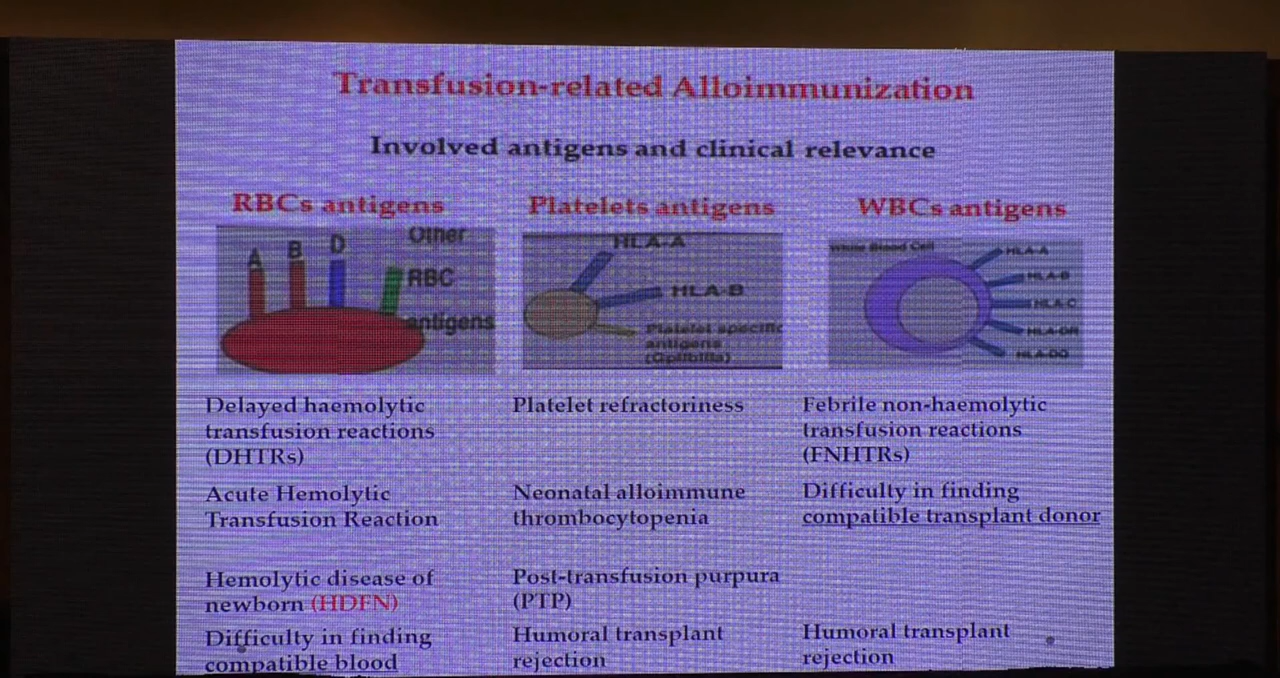 Transfusion-related Alloimmunization
Involved antigens and clinical relevance
RBCs antigens
A
B
D
Other
RBC
antigens
Delayed haemolytic
transfusion reactions
(DHTRs)
Acute Hemolytic
Transfusion Reaction
Hemolytic disease of
newborn (HDFN)
Difficulty in finding
compatible blood
Platelets antigens
HLA-A
HLA-B
Platelet specific
antigens
Platelet refractoriness
Neonatal alloimmune
thrombocytopenia
Post-transfusion purpura
(PTP)
Humoral transplant
rejection
WBCs antigens
White Blood Cell
HLA-A
HLA-B
HLA-C
HLA-DR
Febrile non-haemolytic
transfusion reactions
(FNHTRs)
Difficulty in finding
compatible transplant donor
Humoral transplant
rejection